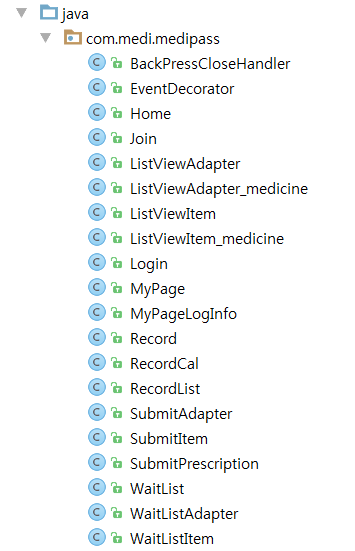 java
com.medi.medipass
C BackPressCloseHandler
C EventDecorator
C Home
C Join
C ListViewAdapter
C ListViewAdapter_medicine
C ListViewItem
C ListViewItem_medicine
C Login
C MyPage
C MyPageLogInfo
C Record
C RecordCal
C RecordList
C SubmitAdapter
C SubmitItem
C SubmitPrescription
C WaitList
C WaitListAdapter
C WaitListItem